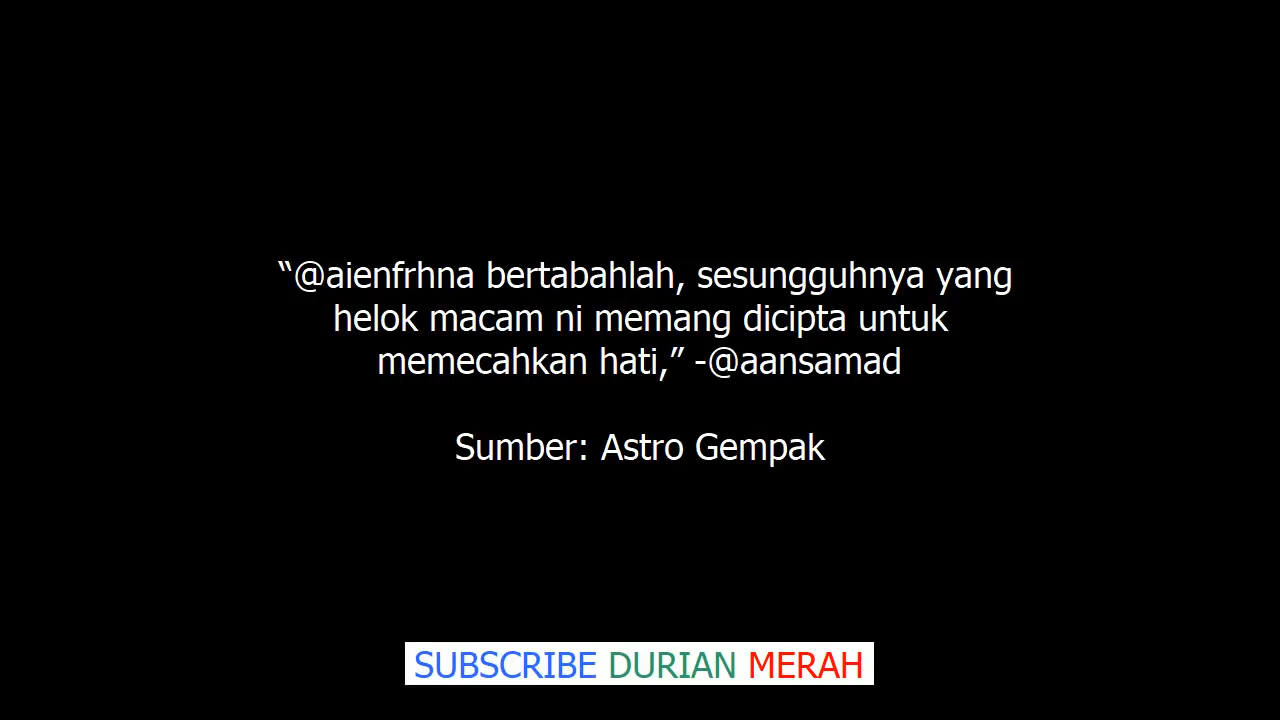 “@aienfrhna bertabahlah, sesungguhnya yang
helok macam ni memang dicipta untuk
memecahkan hati,” -@aansamad
Sumber: Astro Gempak
SUBSCRIBE DURIAN MERAH